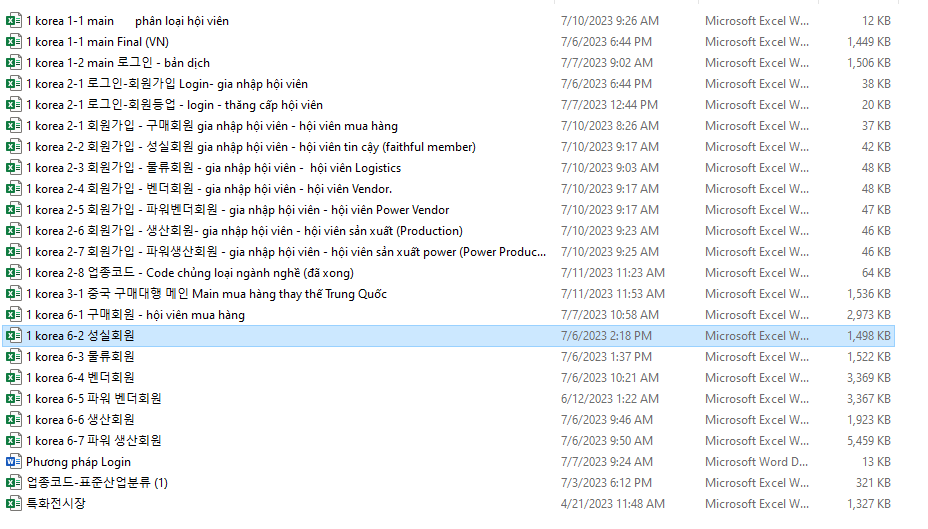 1 korea 1-1 main phân loại hội viên 7/10/2023 9:26 AM Microsoft Excel W... 12 KB
1 korea 1-1 main Final (VN) 7/6/2023 6:44 PM Microsoft Excel W... 1,449 KB
1 korea 1-2 main 로그인 - bản dịch 7/7/2023 9:02 AM Microsoft Excel W... 1,506 KB
1 korea 2-1 로그인-회원가입 Login- gia nhập hội viên 7/6/2023 6:44 PM Microsoft Excel W... 38 KB
1 korea 2-1 로그인-회원등업 - login - thăng cấp hội viên 7/7/2023 12:44 PM Microsoft Excel W... 20 KB
1 korea 2-1 회원가입 - 구매회원 gia nhập hội viên - hội viên mua hàng 7/10/2023 8:26 AM Microsoft Excel W... 37 KB
1 korea 2-2 회원가입 - 성실회원 gia nhập hội viên - hội viên tin cậy (faithful member) 7/10/2023 9:17 AM Microsoft Excel W... 42 KB
1 korea 2-3 회원가입 - 물류회원 - gia nhập hội viên - hội viên Logistics 7/10/2023 9:03 AM Microsoft Excel W... 48 KB
1 korea 2-4 회원가입 - 벤더회원 - gia nhập hội viên - hội viên Vendor. 7/10/2023 9:17 AM Microsoft Excel W... 48 KB
1 korea 2-5 회원가입 - 파워벤더회원 - gia nhập hội viên - hội viên Power Vendor 7/10/2023 9:17 AM Microsoft Excel W... 47 KB
1 korea 2-6 회원가입 - 생산회원- gia nhập hội viên - hội viên sản xuất (Production) 7/10/2023 9:23 AM Microsoft Excel W... 46 KB
1 korea 2-7 회원가입 - 파워생산회원 - gia nhập hội viên - hội viên sản xuất power (Power Produc... 7/10/2023 9:25 AM Microsoft Excel W... 46 KB
1 korea 2-8 업종코드 - Code chủng loại ngành nghề (đã xong) 7/11/2023 11:23 AM Microsoft Excel W... 64 KB
1 korea 3-1 중국 구매대행 메인 Main mua hàng thay thế Trung Quốc 7/11/2023 11:53 AM Microsoft Excel W... 1,536 KB
1 korea 6-1 구매회원 - hội viên mua hàng 7/7/2023 10:58 AM Microsoft Excel W... 2,973 KB
1 korea 6-2 성실회원 7/6/2023 2:18 PM Microsoft Excel W... 1,498 KB
1 korea 6-3 물류회원 7/6/2023 1:37 PM Microsoft Excel W... 1,522 KB
1 korea 6-4 벤더회원 7/6/2023 10:21 AM Microsoft Excel W... 3,369 KB
1 korea 6-5 파워 벤더회원 6/12/2023 1:22 AM Microsoft Excel W... 3,367 KB
1 korea 6-6 생산회원 7/6/2023 9:46 AM Microsoft Excel W... 1,923 KB
1 korea 6-7 파워 생산회원 7/6/2023 9:50 AM Microsoft Excel W... 5,459 KB
Phương pháp Login 7/7/2023 9:24 AM Microsoft Word D... 13 KB
업종코드-표준산업분류 (1) 7/3/2023 6:12 PM Microsoft Excel W... 321 KB
특화전시장 4/21/2023 11:48 AM Microsoft Excel W... 1,327 KB